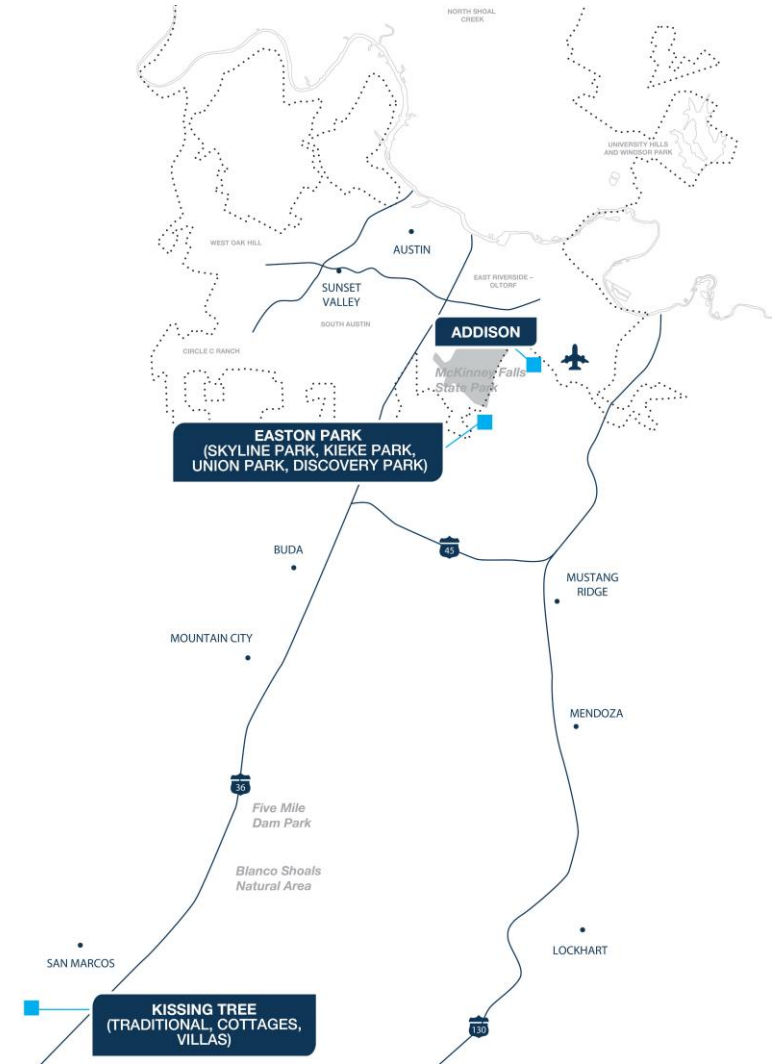 NORTH SHOAL
CREEK
UNIVERSITY HILLS
AND WINDSOR PARK
WEST OAK HILL
AUSTIN
EAST RIVERSIDE –
OLTORF
SUNSET
VALLEY
SOUTH AUSTIN
ADDISON
CIRCLE C RANCH
McKinney Falls
State Park
EASTON PARK
(SKYLINE PARK, KIEKE PARK,
UNION PARK, DISCOVERY PARK)
45
BUDA
MUSTANG
RIDGE
MOUNTAIN CITY
MENDOZA
36
Five Mile
Dam Park
Blanco Shoals
Natural Area
LOCKHART
SAN MARCOS
KISSING TREE
(TRADITIONAL, COTTAGES,
VILLAS)
130